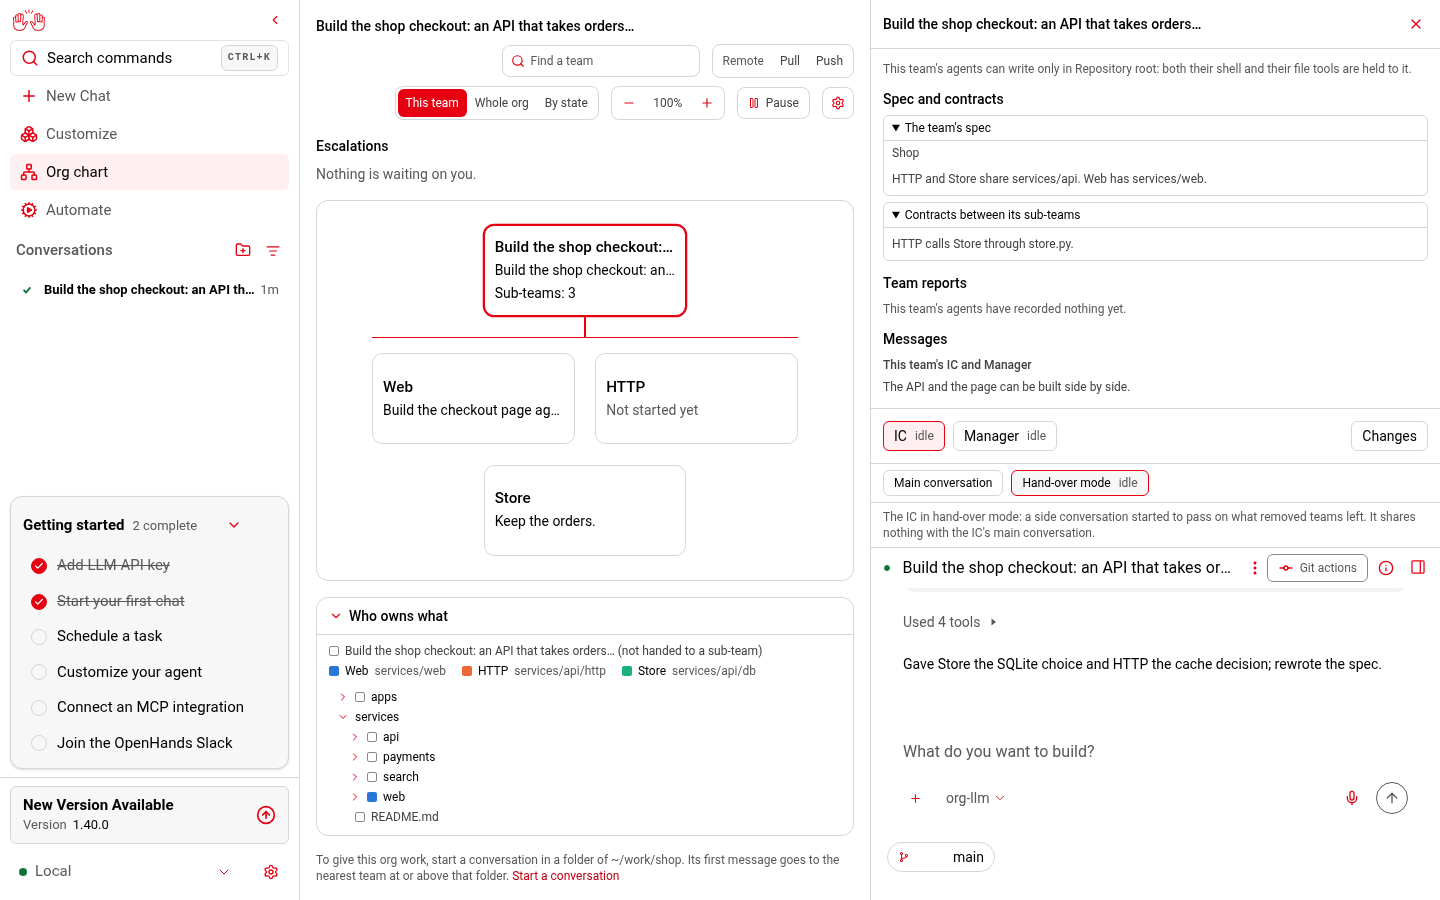 Search commands
CTRL+K
New Chat
Customize
Org chart
Automate
Conversations
Build the shop checkout: an API th... 1m
Getting started 2 complete
Add LLM API key
Start your first chat
Schedule a task
Customize your agent
Connect an MCP integration
Join the OpenHands Slack
New Version Available
Version 1.40.0
Local
Build the shop checkout: an API that takes orders...
Find a team
Remote Pull Push
This team Whole org By state
100%
Pause
Escalations
Nothing is waiting on you.
Build the shop checkout:...
Build the shop checkout: an...
Sub-teams: 3
Web
Build the checkout page ag...
HTTP
Not started yet
Store
Keep the orders.
Who owns what
Build the shop checkout: an API that takes orders... (not handed to a sub-team)
Web services/web HTTP services/api/http Store services/api/db
apps
services
api
payments
search
web
README.md
To give this org work, start a conversation in a folder of ~/work/shop. Its first message goes to the
nearest team at or above that folder. Start a conversation
Build the shop checkout: an API that takes orders...
This team's agents can write only in Repository root: both their shell and their file tools are held to it.
Spec and contracts
The team's spec
Shop
HTTP and Store share services/api. Web has services/web.
Contracts between its sub-teams
HTTP calls Store through store.py.
Team reports
This team's agents have recorded nothing yet.
Messages
This team's IC and Manager
The API and the page can be built side by side.
IC idle
Manager idle
Changes
Main conversation
Hand-over mode idle
The IC in hand-over mode: a side conversation started to pass on what removed teams left. It shares
nothing with the IC's main conversation.
Build the shop checkout: an API that takes or...
Git actions
Used 4 tools
Gave Store the SQLite choice and HTTP the cache decision; rewrote the spec.
What do you want to build?
org-llm
main